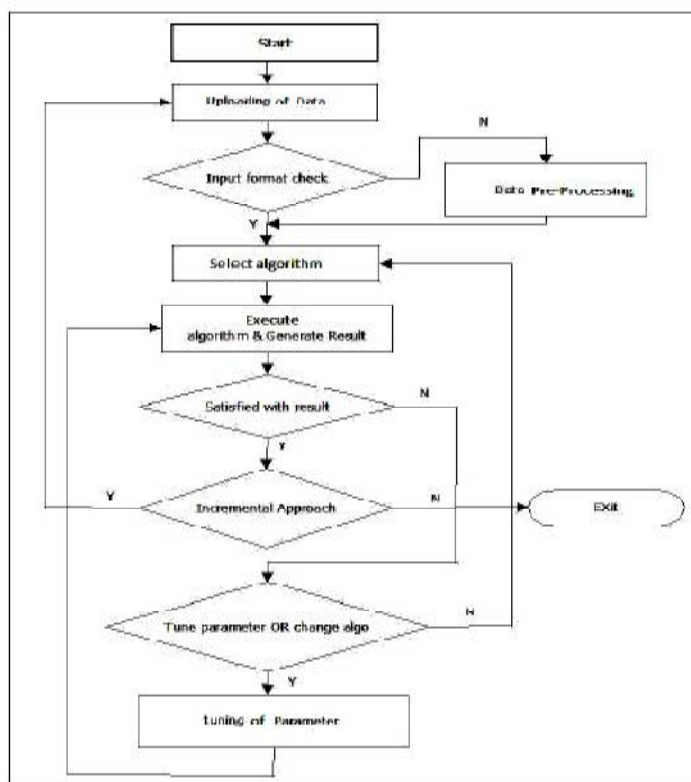 Start
Uploading of Data
N
Input format check
Data Pre-Processing
Y
Select algorithm
Execute
algorithm & Generate Result
Satisfied with result
N
Y
Y
Incremental Approach
N
Exit
Tune parameter OR change algo
N
Y
tuning of Parameter